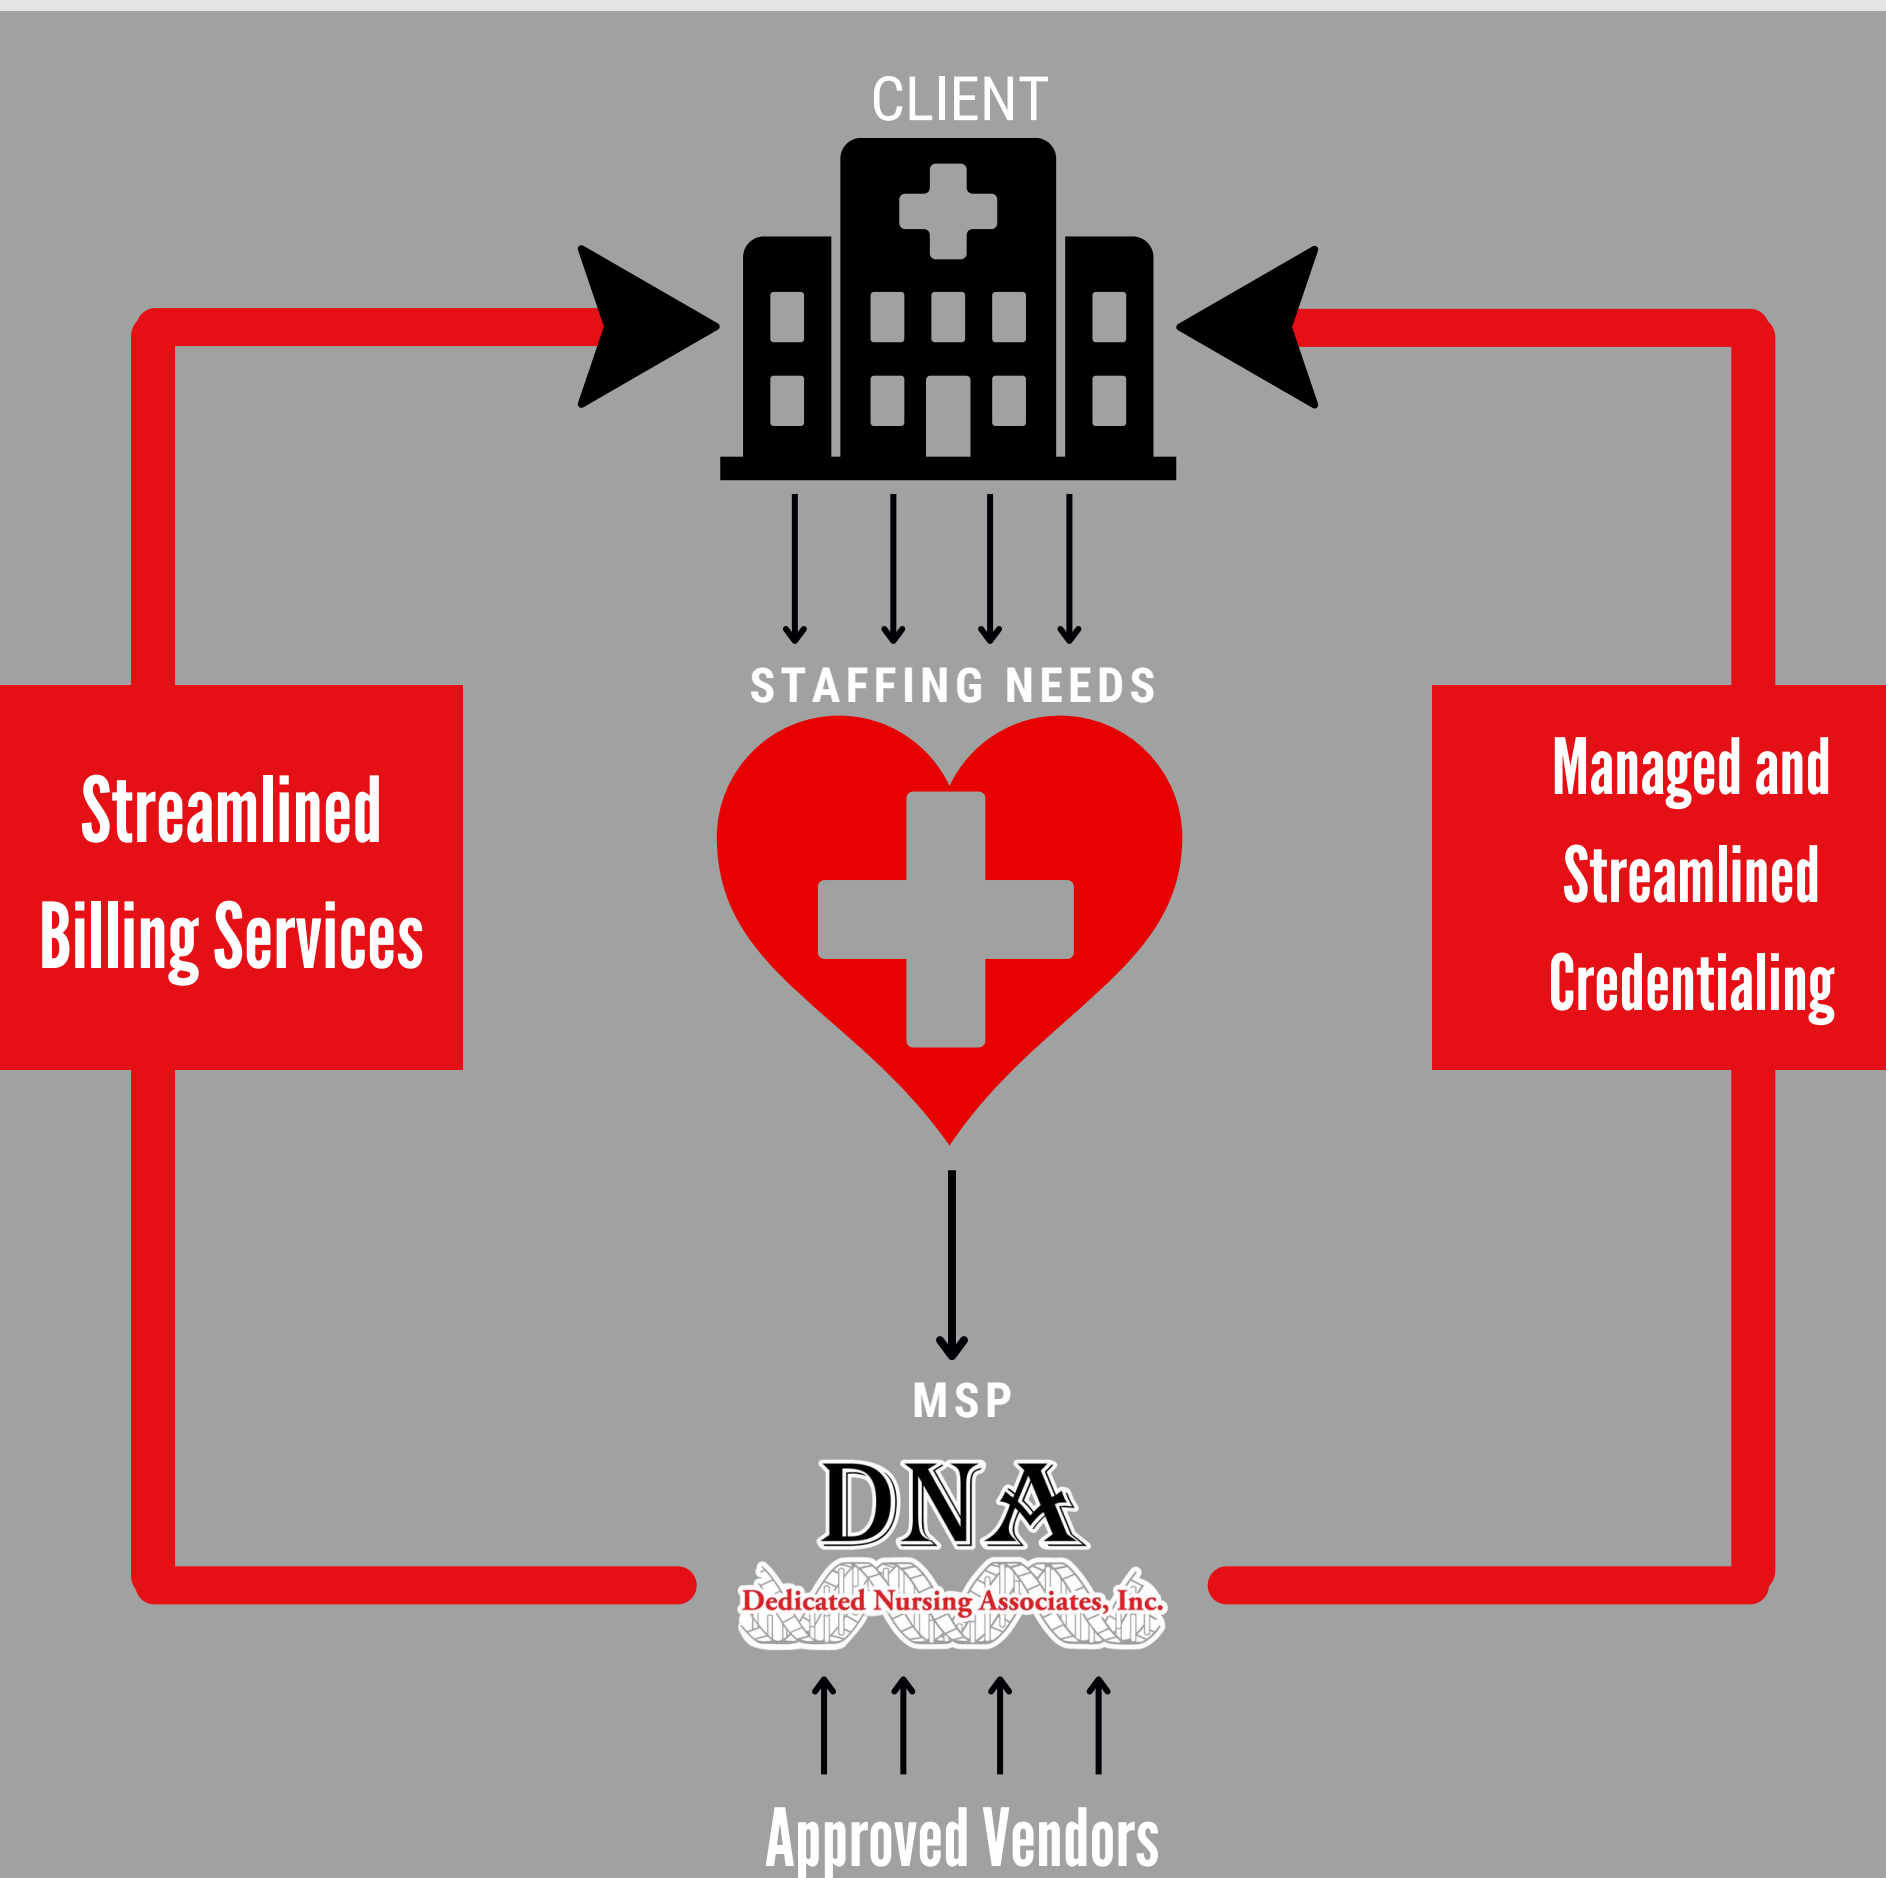 CLIENT
STAFFING NEEDS
Streamlined
Billing Services
Managed and
Streamlined
Credentialing
MSP
DNA
Dedicated Nursing Associates, Inc.
Approved Vendors